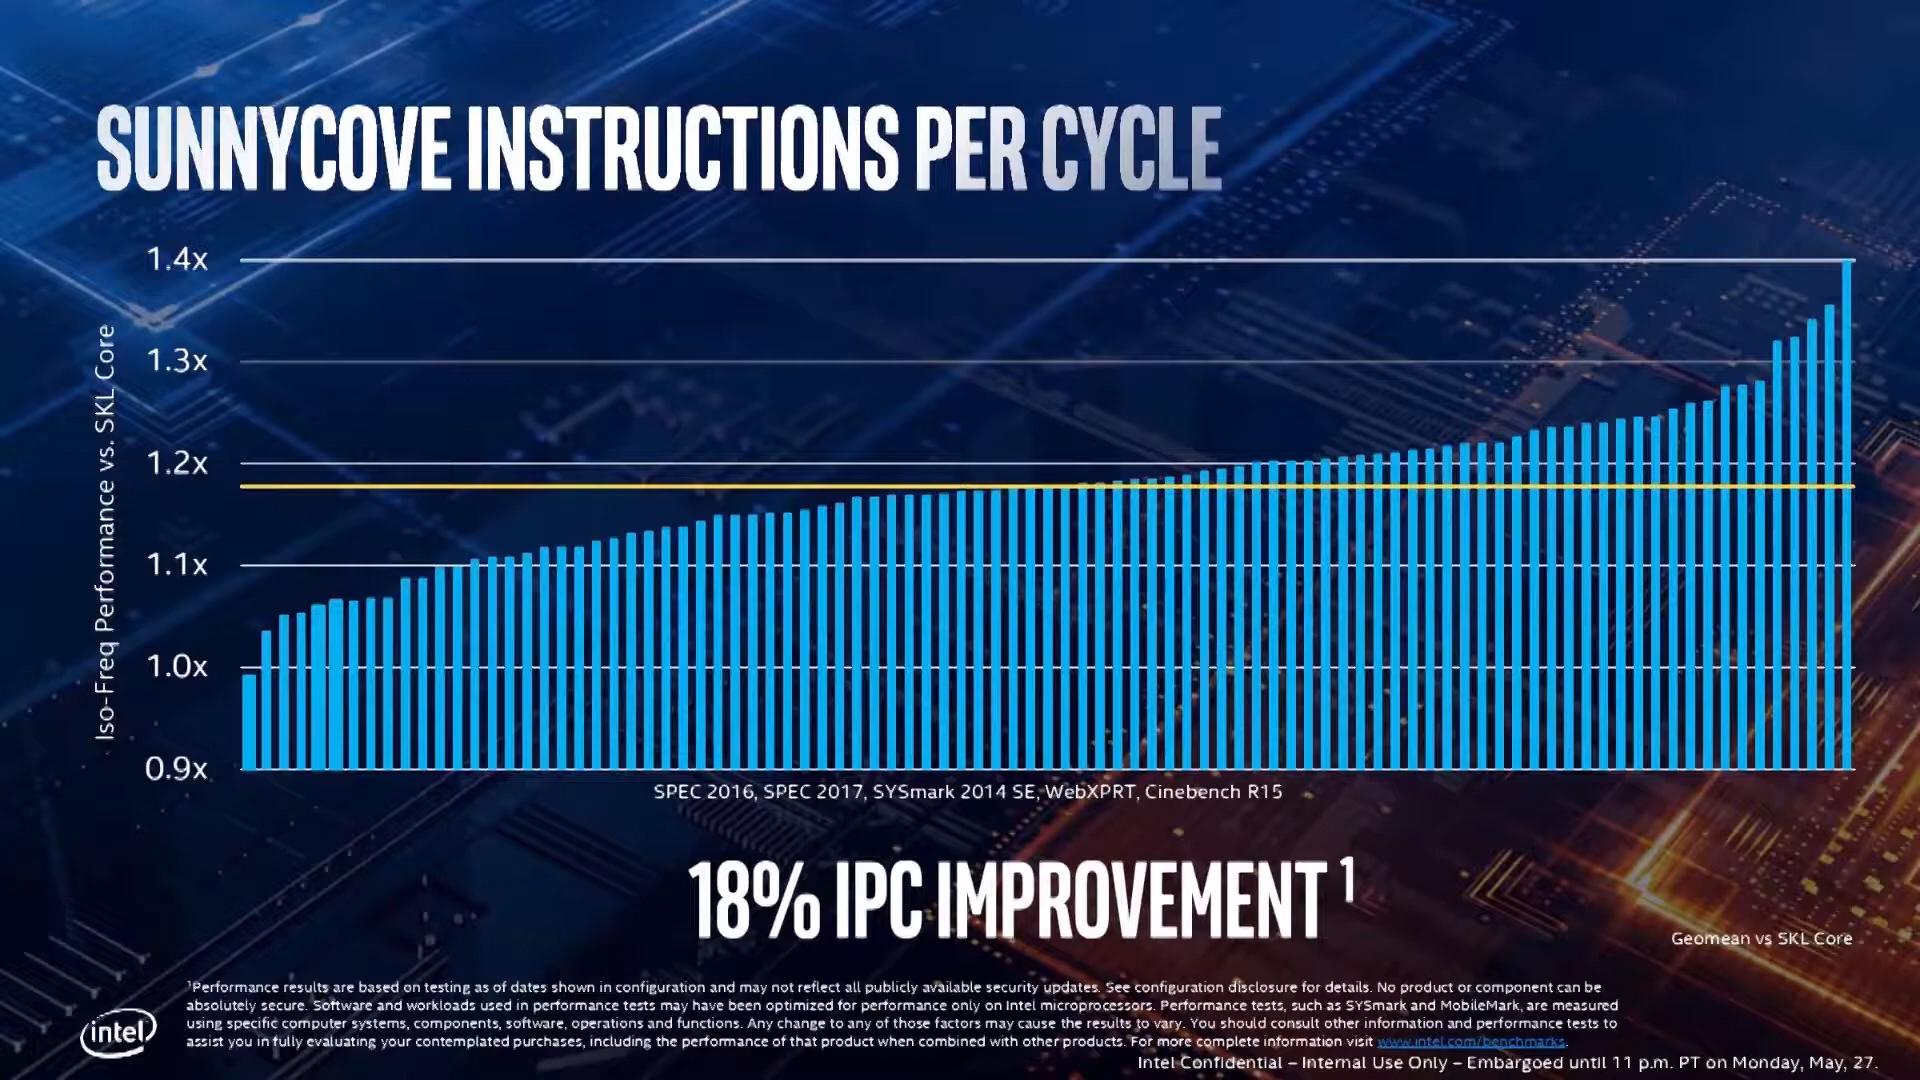 SUNNYCOVE INSTRUCTIONS PER CYCLE
Iso-Freq Performance vs. SKL Core
1.4x
1.3x
1.2x
1.1x
1.0x
0.9x
SPEC 2016, SPEC 2017, SYSmark 2014 SE, WebXPRT, Cinebench R15
18% IPC IMPROVEMENT ¹
Geomean vs SKL Core
¹Performance results are based on testing as of dates shown in configuration and may not reflect all publicly available security updates. See configuration disclosure for details. No product or component can be
absolutely secure. Software and workloads used in performance tests may have been optimized for performance only on Intel microprocessors. Performance tests, such as SYSmark and MobileMark, are measured
using specific computer systems, components, software, operations and functions. Any change to any of those factors may cause the results to vary. You should consult other information and performance tests to
assist you in fully evaluating your contemplated purchases, including the performance of that product when combined with other products. For more complete information visit www.intel.com/benchmarks.
intel
Intel Confidential – Internal Use Only – Embargoed until 11 p.m. PT on Monday, May, 27.